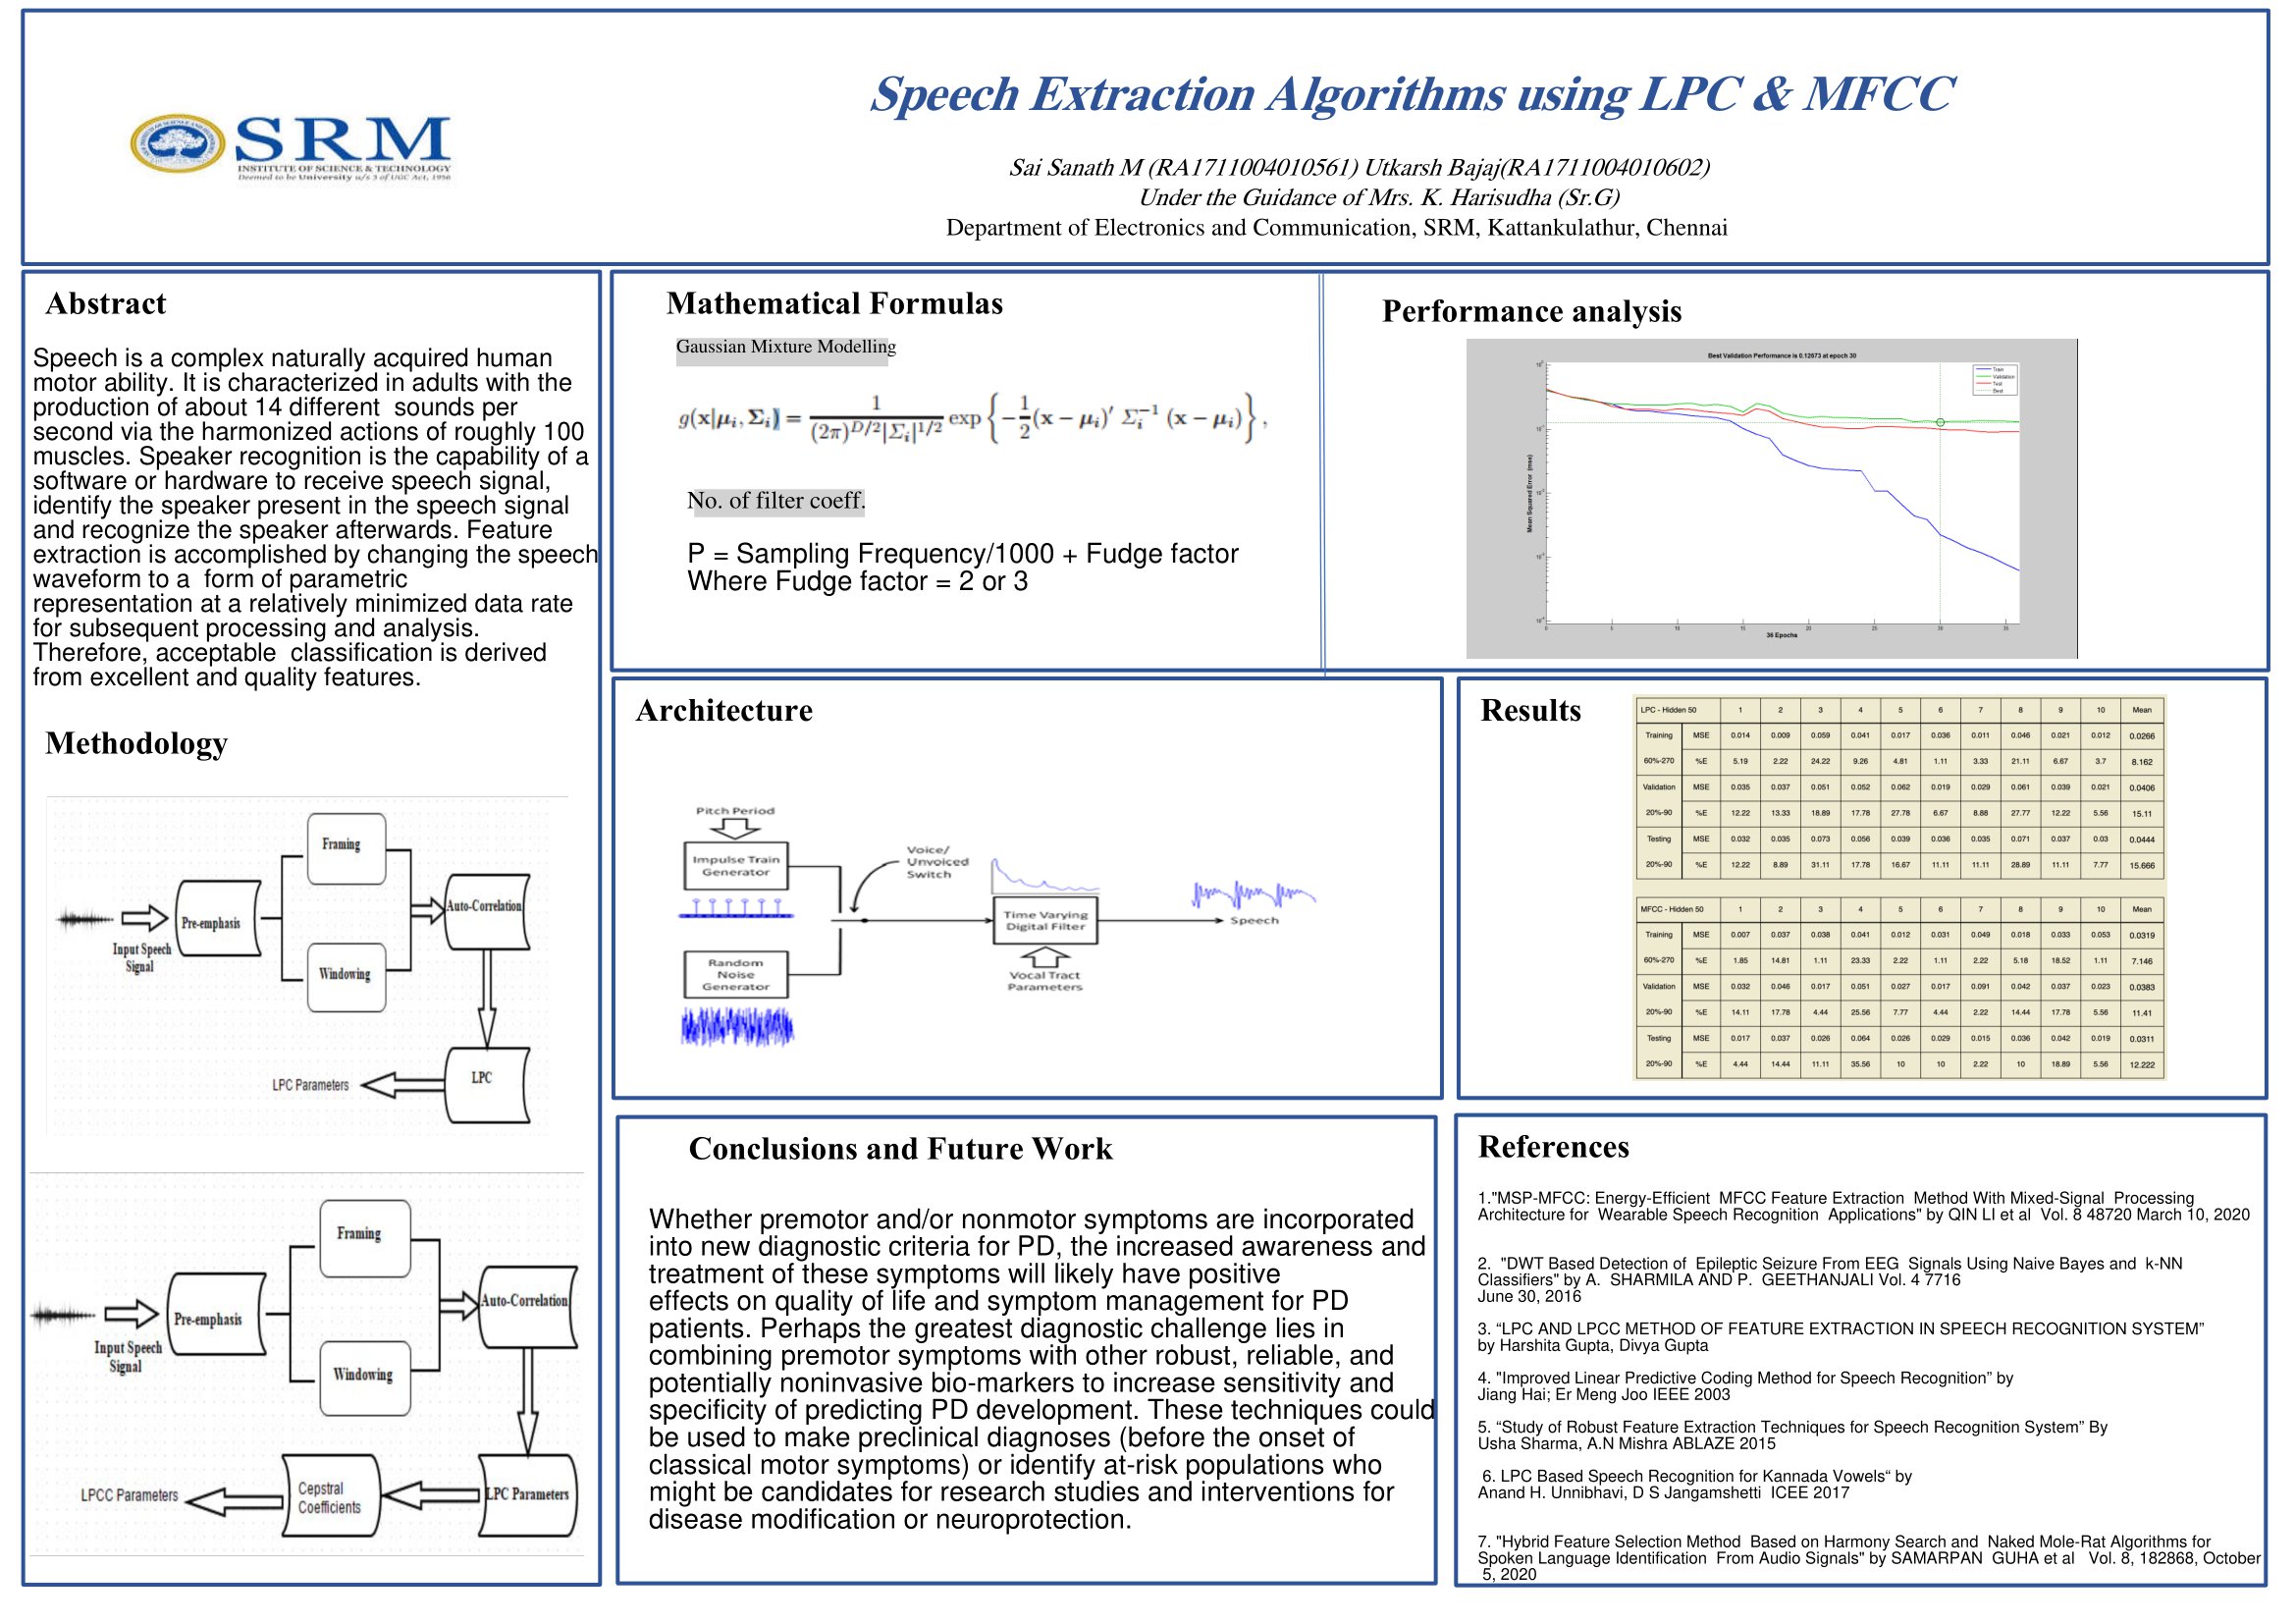 SRM
INSTITUTE OF SCIENCE & TECHNOLOGY
Deemed to be University u/s 3 of UGC Act, 1956
Speech Extraction Algorithms using LPC & MFCC
Sai Sanath M (RA1711004010561) Utkarsh Bajaj(RA1711004010602)
Under the Guidance of Mrs. K. Harisudha (Sr.G)
Department of Electronics and Communication, SRM, Kattankulathur, Chennai
Abstract
Speech is a complex naturally acquired human
motor ability. It is characterized in adults with the
production of about 14 different sounds per
second via the harmonized actions of roughly 100
muscles. Speaker recognition is the capability of a
software or hardware to receive speech signal,
identify the speaker present in the speech signal
and recognize the speaker afterwards. Feature
extraction is accomplished by changing the speech
waveform to a form of parametric
representation at a relatively minimized data rate
for subsequent processing and analysis.
Therefore, acceptable classification is derived
from excellent and quality features.
Methodology
Framing
Pre-emphasis
Auto-Correlation
Input Speech
Signal
Windowing
LPC
LPC Parameters
Framing
Pre-emphasis
Auto-Correlation
Input Speech
Signal
Windowing
LPCC Parameters
Cepstral
Coefficients
LPC Parameters
Mathematical Formulas
Gaussian Mixture Modelling
g(x|μi, Σi) = 1 / (2π)^D/2 |Σi|^1/2 exp { −1/2 (x − μi)′ Σi^−1 (x − μi) } ,
No. of filter coeff.
P = Sampling Frequency/1000 + Fudge factor
Where Fudge factor = 2 or 3
Performance analysis
Best Validation Performance is 0.12673 at epoch 30
Train
Validation
Test
Best
Mean Squared Error (mse)
0 5 10 15 20 25 30 35
36 Epochs
Architecture
Pitch Period
Impulse Train
Generator
Voice/
Unvoiced
Switch
Time Varying
Digital Filter
Speech
Random
Noise
Generator
Vocal Tract
Parameters
Results
LPC - Hidden 50 1 2 3 4 5 6 7 8 9 10 Mean
Training MSE 0.014 0.009 0.059 0.041 0.017 0.036 0.011 0.046 0.021 0.012 0.0266
60%-270 %E 5.19 2.22 24.22 9.26 4.81 1.11 3.33 21.11 6.67 3.7 8.162
Validation MSE 0.035 0.037 0.051 0.052 0.062 0.019 0.029 0.061 0.039 0.021 0.0406
20%-90 %E 12.22 13.33 18.89 17.78 27.78 6.67 8.88 27.77 12.22 5.56 15.11
Testing MSE 0.032 0.035 0.073 0.056 0.039 0.036 0.035 0.071 0.037 0.03 0.0444
20%-90 %E 12.22 8.89 31.11 17.78 16.67 11.11 11.11 28.89 11.11 7.77 15.666
MFCC - Hidden 50 1 2 3 4 5 6 7 8 9 10 Mean
Training MSE 0.007 0.037 0.038 0.041 0.012 0.031 0.049 0.018 0.033 0.053 0.0319
60%-270 %E 1.85 14.81 1.11 23.33 2.22 1.11 2.22 5.18 18.52 1.11 7.146
Validation MSE 0.032 0.046 0.017 0.051 0.027 0.017 0.091 0.042 0.037 0.023 0.0383
20%-90 %E 14.11 17.78 4.44 25.56 7.77 4.44 2.22 14.44 17.78 5.56 11.41
Testing MSE 0.017 0.037 0.026 0.064 0.026 0.029 0.015 0.036 0.042 0.019 0.0311
20%-90 %E 4.44 14.44 11.11 35.56 10 10 2.22 10 18.89 5.56 12.222
Conclusions and Future Work
Whether premotor and/or nonmotor symptoms are incorporated
into new diagnostic criteria for PD, the increased awareness and
treatment of these symptoms will likely have positive
effects on quality of life and symptom management for PD
patients. Perhaps the greatest diagnostic challenge lies in
combining premotor symptoms with other robust, reliable, and
potentially noninvasive bio-markers to increase sensitivity and
specificity of predicting PD development. These techniques could
be used to make preclinical diagnoses (before the onset of
classical motor symptoms) or identify at-risk populations who
might be candidates for research studies and interventions for
disease modification or neuroprotection.
References
1."MSP-MFCC: Energy-Efficient MFCC Feature Extraction Method With Mixed-Signal Processing
Architecture for Wearable Speech Recognition Applications" by QIN LI et al Vol. 8 48720 March 10, 2020
2. "DWT Based Detection of Epileptic Seizure From EEG Signals Using Naive Bayes and k-NN
Classifiers" by A. SHARMILA AND P. GEETHANJALI Vol. 4 7716
June 30, 2016
3. “LPC AND LPCC METHOD OF FEATURE EXTRACTION IN SPEECH RECOGNITION SYSTEM”
by Harshita Gupta, Divya Gupta
4. "Improved Linear Predictive Coding Method for Speech Recognition” by
Jiang Hai; Er Meng Joo IEEE 2003
5. “Study of Robust Feature Extraction Techniques for Speech Recognition System” By
Usha Sharma, A.N Mishra ABLAZE 2015
6. LPC Based Speech Recognition for Kannada Vowels“ by
Anand H. Unnibhavi, D S Jangamshetti ICEE 2017
7. "Hybrid Feature Selection Method Based on Harmony Search and Naked Mole-Rat Algorithms for
Spoken Language Identification From Audio Signals" by SAMARPAN GUHA et al Vol. 8, 182868, October
5, 2020